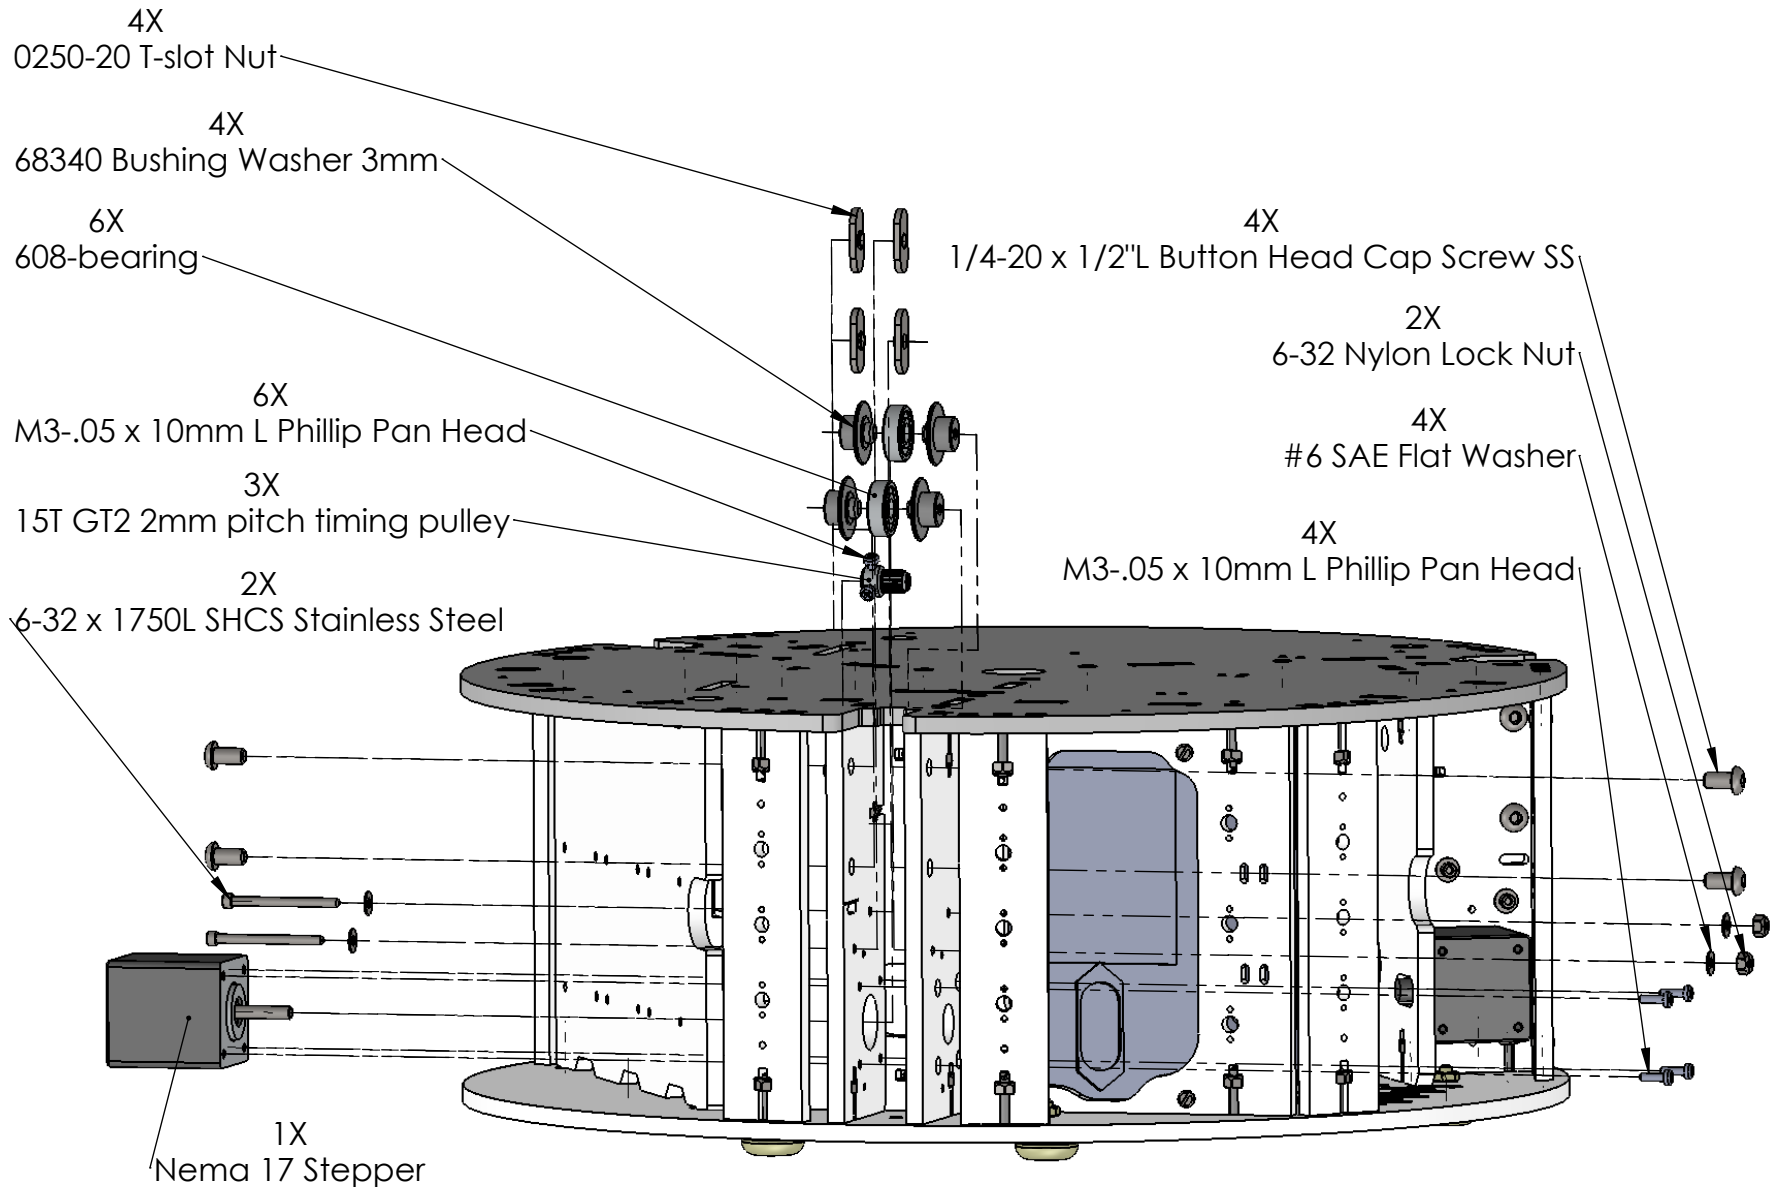 4X
0250-20 T-slot Nut
4X
68340 Bushing Washer 3mm
6X
608-bearing
6X
M3-.05 x 10mm L Phillip Pan Head
3X
15T GT2 2mm pitch timing pulley
2X
6-32 x 1750L SHCS Stainless Steel
1X
Nema 17 Stepper
4X
1/4-20 x 1/2"L Button Head Cap Screw SS
2X
6-32 Nylon Lock Nut
4X
#6 SAE Flat Washer
4X
M3-.05 x 10mm L Phillip Pan Head